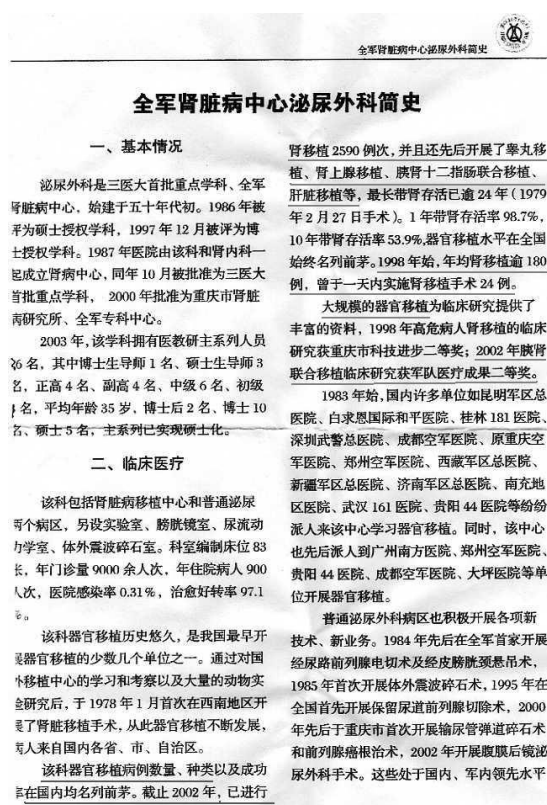 全军肾脏病中心泌尿外科简史
全军肾脏病中心泌尿外科简史
一、基本情况
泌尿外科是三医大首批重点学科、全军
肾脏病中心，始建于五十年代初。1986年被
评为硕士授权学科，1997年12月被评为博
士授权学科。1987年医院由该科和肾内科一
起成立肾病中心，同年10月被批准为三医大
首批重点学科， 2000年批准为重庆市肾脏
病研究所、全军专科中心。
2003年，该学科拥有医教研主系列人员
26名，其中博士生导师1名、硕士生导师3
名，正高4名、副高4名、中级6名、初级
名，平均年龄35岁，博士后2名、博士10
名、硕士5名，主系列已实现硕士化。
二、临床医疗
该科包括肾脏病移植中心和普通泌尿
两个病区，另设实验室、膀胱镜室、尿流动
力学室、体外震波碎石室。科室编制床位83
张，年门诊量9000余人次，年住院病人900
人次，医院感染率0.31%，治愈好转率97.1
%。
该科器官移植历史悠久，是我国最早开
展器官移植的少数几个单位之一。通过对国
外移植中心的学习和考察以及大量的动物实
验研究后，于1978年1月首次在西南地区开
展了肾脏移植手术，从此器官移植不断发展，
病人来自国内各省、市、自治区。
该科器官移植病例数量、种类以及成功
率在国内均名列前茅。截止2002年，已进行
肾移植2590例次，并且还先后开展了睾丸移
植、肾上腺移植、胰肾十二指肠联合移植、
肝脏移植等，最长带肾存活已逾24年（1979
年2月27日手术）。1年带肾存活率98.7%，
10年带肾存活率53.9%,器官移植水平在全国
始终名列前茅。1998年始，年均肾移植逾180
例，曾于一天内实施肾移植手术24例。
大规模的器官移植为临床研究提供了
丰富的资料，1998年高危病人肾移植的临床
研究获重庆市科技进步二等奖；2002年胰肾
联合移植临床研究获军队医疗成果二等奖。
1983年始,国内许多单位如昆明军区总
医院、白求恩国际和平医院、桂林181医院、
深圳武警总医院、成都空军医院、原重庆空
军医院、郑州空军医院、西藏军区总医院、
新疆军区总医院、济南军区总医院、南充地
区医院、武汉161医院、贵阳44医院等纷纷
派人来该中心学习器官移植。同时，该中心
也先后派人到广州南方医院、郑州空军医院、
贵阳44医院、成都空军医院、大坪医院等单
位开展器官移植。
普通泌尿外科病区也积极开展各项新
技术、新业务。1984年先后在全军首家开展
经尿路前列腺电切术及经皮膀胱颈悬吊术，
1985年首次开展体外震波碎石术，1995年在
全国首先开展保留尿道前列腺切除术，2000
年先后于重庆市首次开展输尿管弹道碎石术
和前列腺癌根治术，2002年开展腹膜后镜泌
尿外科手术。这些处于国内、军内领先水平